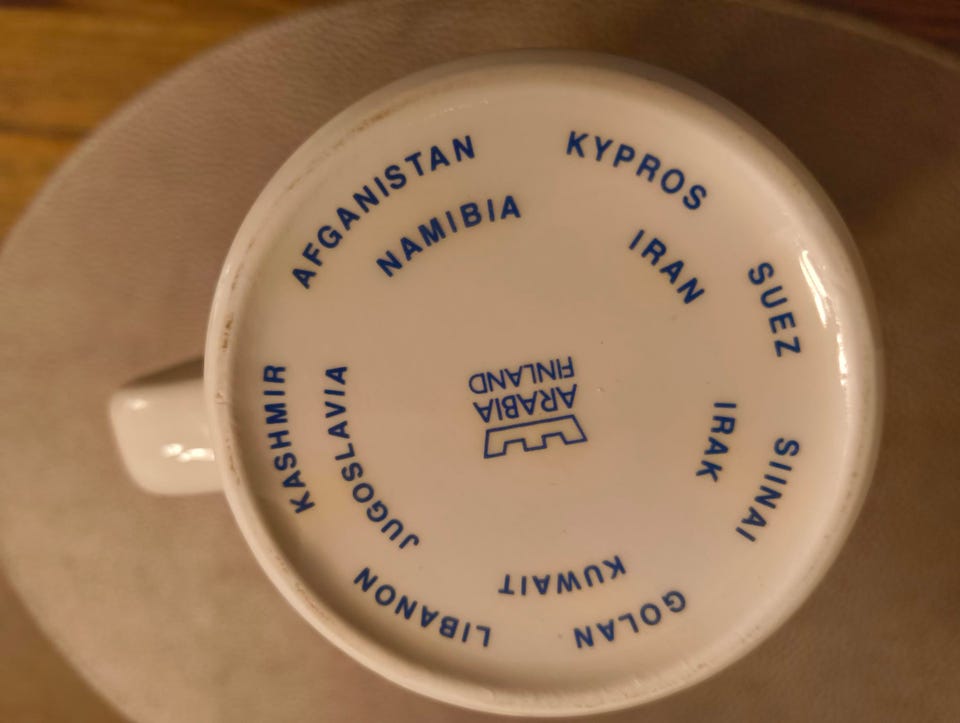 AFGANISTAN
KYPROS
SUEZ
SIINAI
GOLAN
LIBANON
KASHMIR
NAMIBIA
IRAN
IRAK
KUWAIT
JUGOSLAVIA
ARABIA
FINLAND